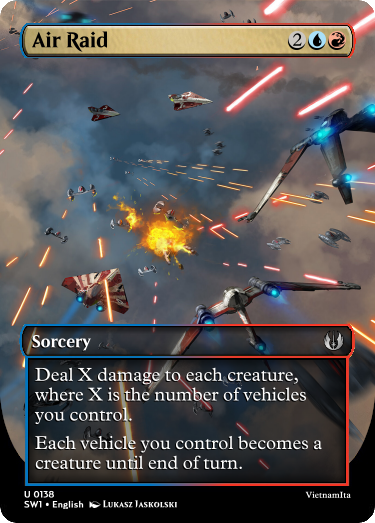 Air Raid 2
Sorcery
Deal X damage to each creature,
where X is the number of vehicles
you control.
Each vehicle you control becomes a
creature until end of turn.
U 0138
SW1 • English Lukasz Jaskolski
VietnamIta